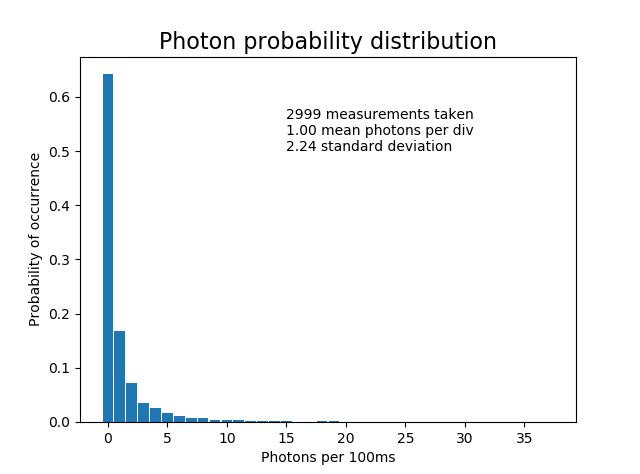 Photon probability distribution
2999 measurements taken
1.00 mean photons per div
2.24 standard deviation
Probability of occurrence
0.6
0.5
0.4
0.3
0.2
0.1
0.0
0 5 10 15 20 25 30 35
Photons per 100ms